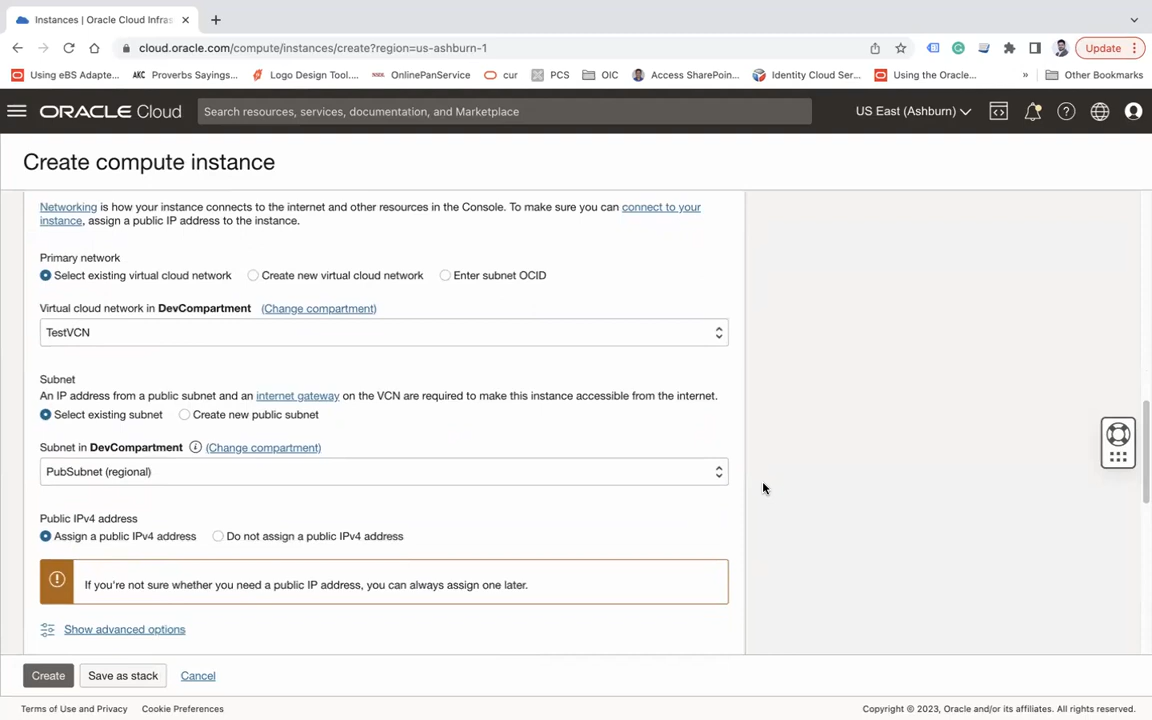 Instances | Oracle Cloud Infras
cloud.oracle.com/compute/instances/create?region=us-ashburn-1
Update
Using eBS Adapte...
AKC Proverbs Sayings...
Logo Design Tool....
OnlinePanService
cur
PCS
OIC
Access SharePoin...
Identity Cloud Ser...
Using the Oracle...
»
Other Bookmarks
ORACLE Cloud
Search resources, services, documentation, and Marketplace
US East (Ashburn)
Create compute instance
Networking is how your instance connects to the internet and other resources in the Console. To make sure you can connect to your
instance, assign a public IP address to the instance.
Primary network
Select existing virtual cloud network
Create new virtual cloud network
Enter subnet OCID
Virtual cloud network in DevCompartment (Change compartment)
TestVCN
Subnet
An IP address from a public subnet and an internet gateway on the VCN are required to make this instance accessible from the internet.
Select existing subnet
Create new public subnet
Subnet in DevCompartment (Change compartment)
PubSubnet (regional)
Public IPv4 address
Assign a public IPv4 address
Do not assign a public IPv4 address
If you're not sure whether you need a public IP address, you can always assign one later.
Show advanced options
Create
Save as stack
Cancel
Terms of Use and Privacy
Cookie Preferences
Copyright © 2023, Oracle and/or its affiliates. All rights reserved.